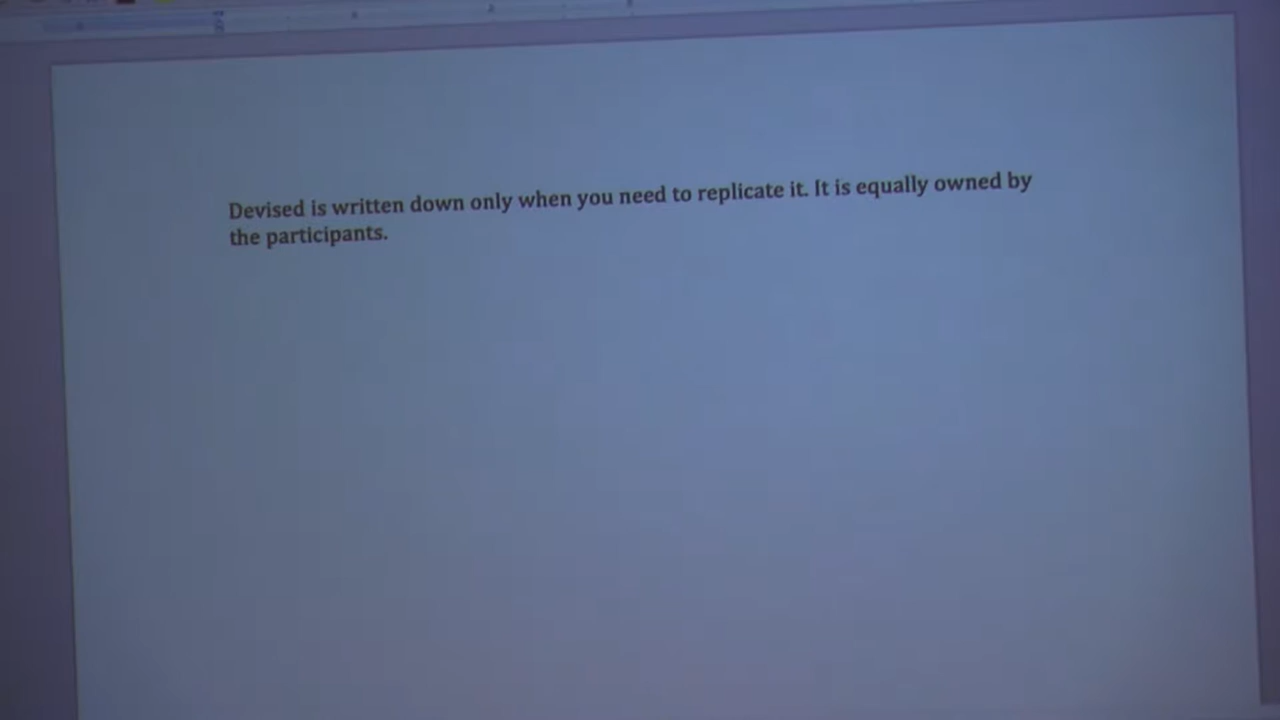 Devised is written down only when you need to replicate it. It is equally owned by
the participants.